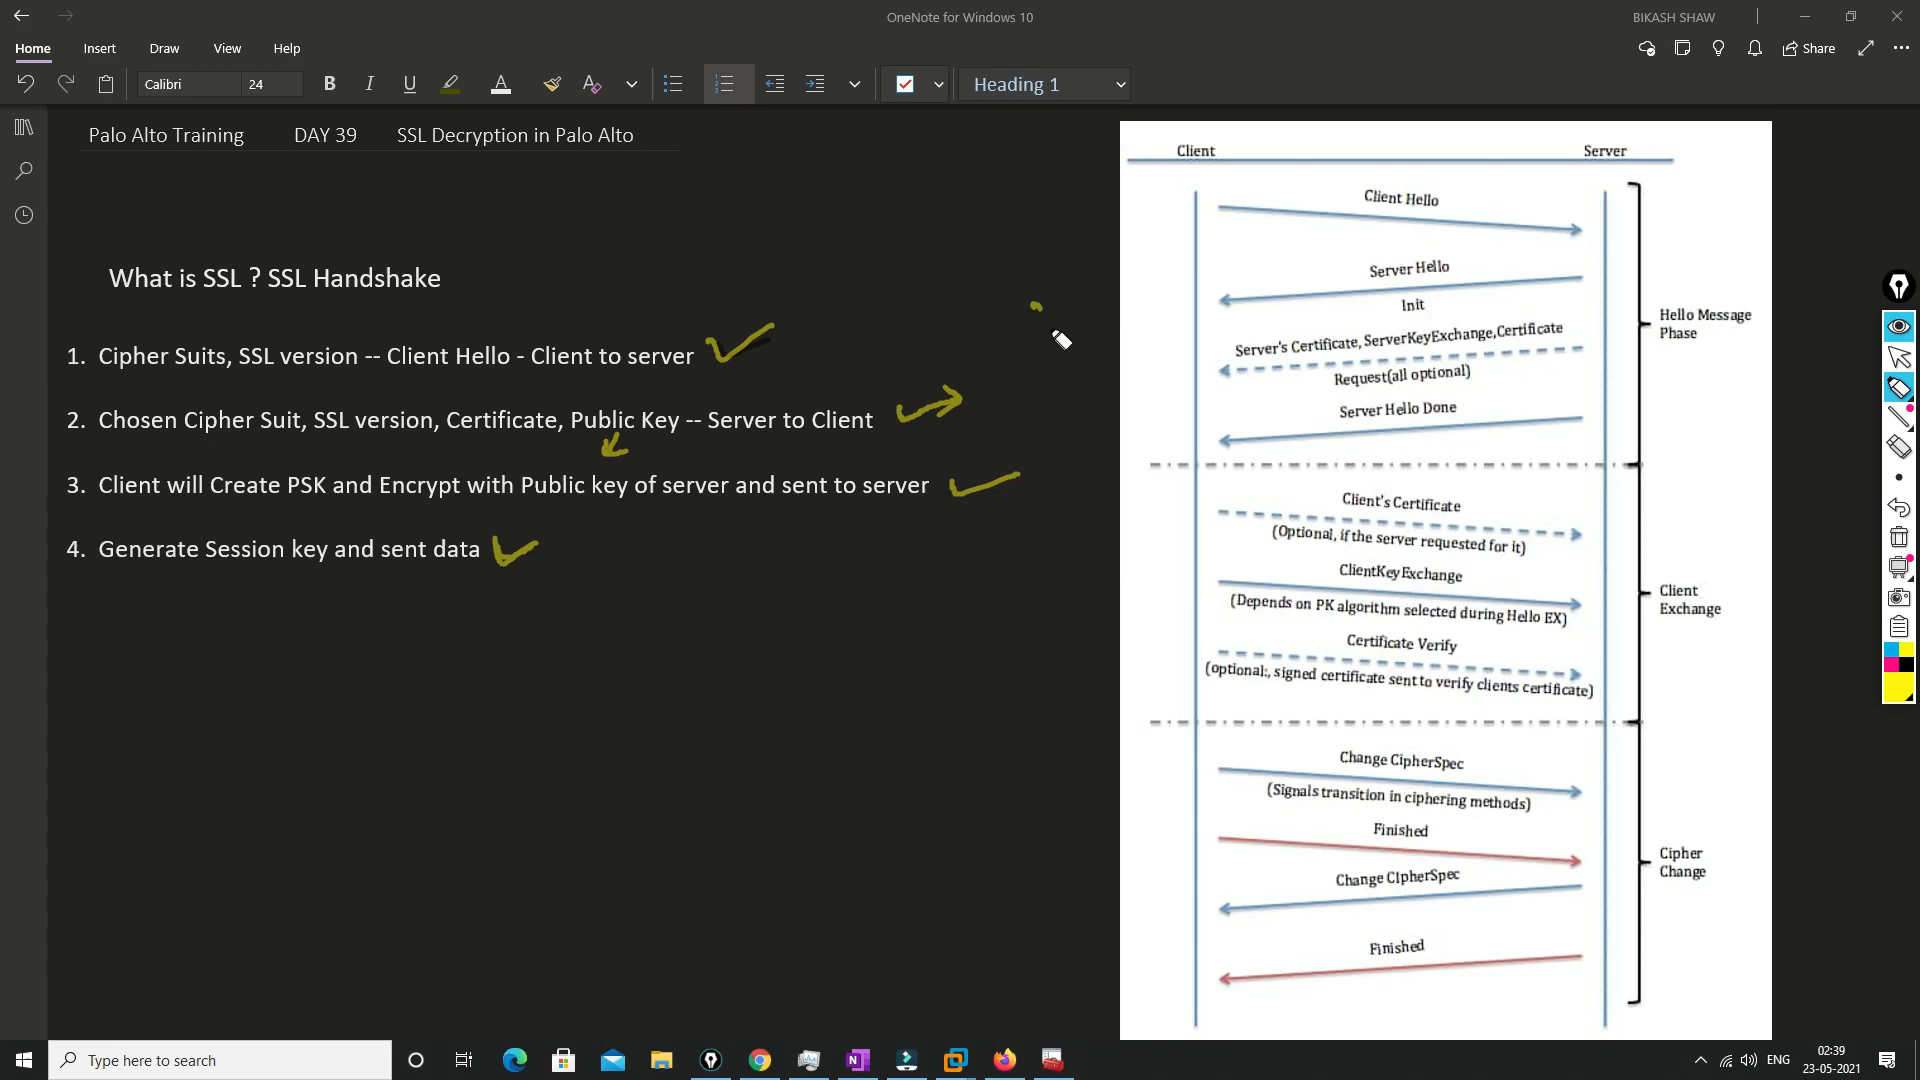 OneNote for Windows 10
BIKASH SHAW
Home Insert Draw View Help
Share
Calibri 24 B I U A Heading 1
Palo Alto Training DAY 39 SSL Decryption in Palo Alto
What is SSL ? SSL Handshake
1. Cipher Suits, SSL version -- Client Hello - Client to server
2. Chosen Cipher Suit, SSL version, Certificate, Public Key -- Server to Client
3. Client will Create PSK and Encrypt with Public key of server and sent to server
4. Generate Session key and sent data
Client Server
Client Hello
Server Hello
Init
Server's Certificate, ServerKeyExchange,Certificate
Request(all optional)
Server Hello Done
Hello Message
Phase
Client's Certificate
(Optional, if the server requested for it)
ClientKeyExchange
(Depends on PK algorithm selected during Hello EX)
Certificate Verify
(optional:, signed certificate sent to verify clients certificate)
Client
Exchange
Change CipherSpec
(Signals transition in ciphering methods)
Finished
Change CIpherSpec
Finished
Cipher
Change
Type here to search
ENG
02:39
23-05-2021